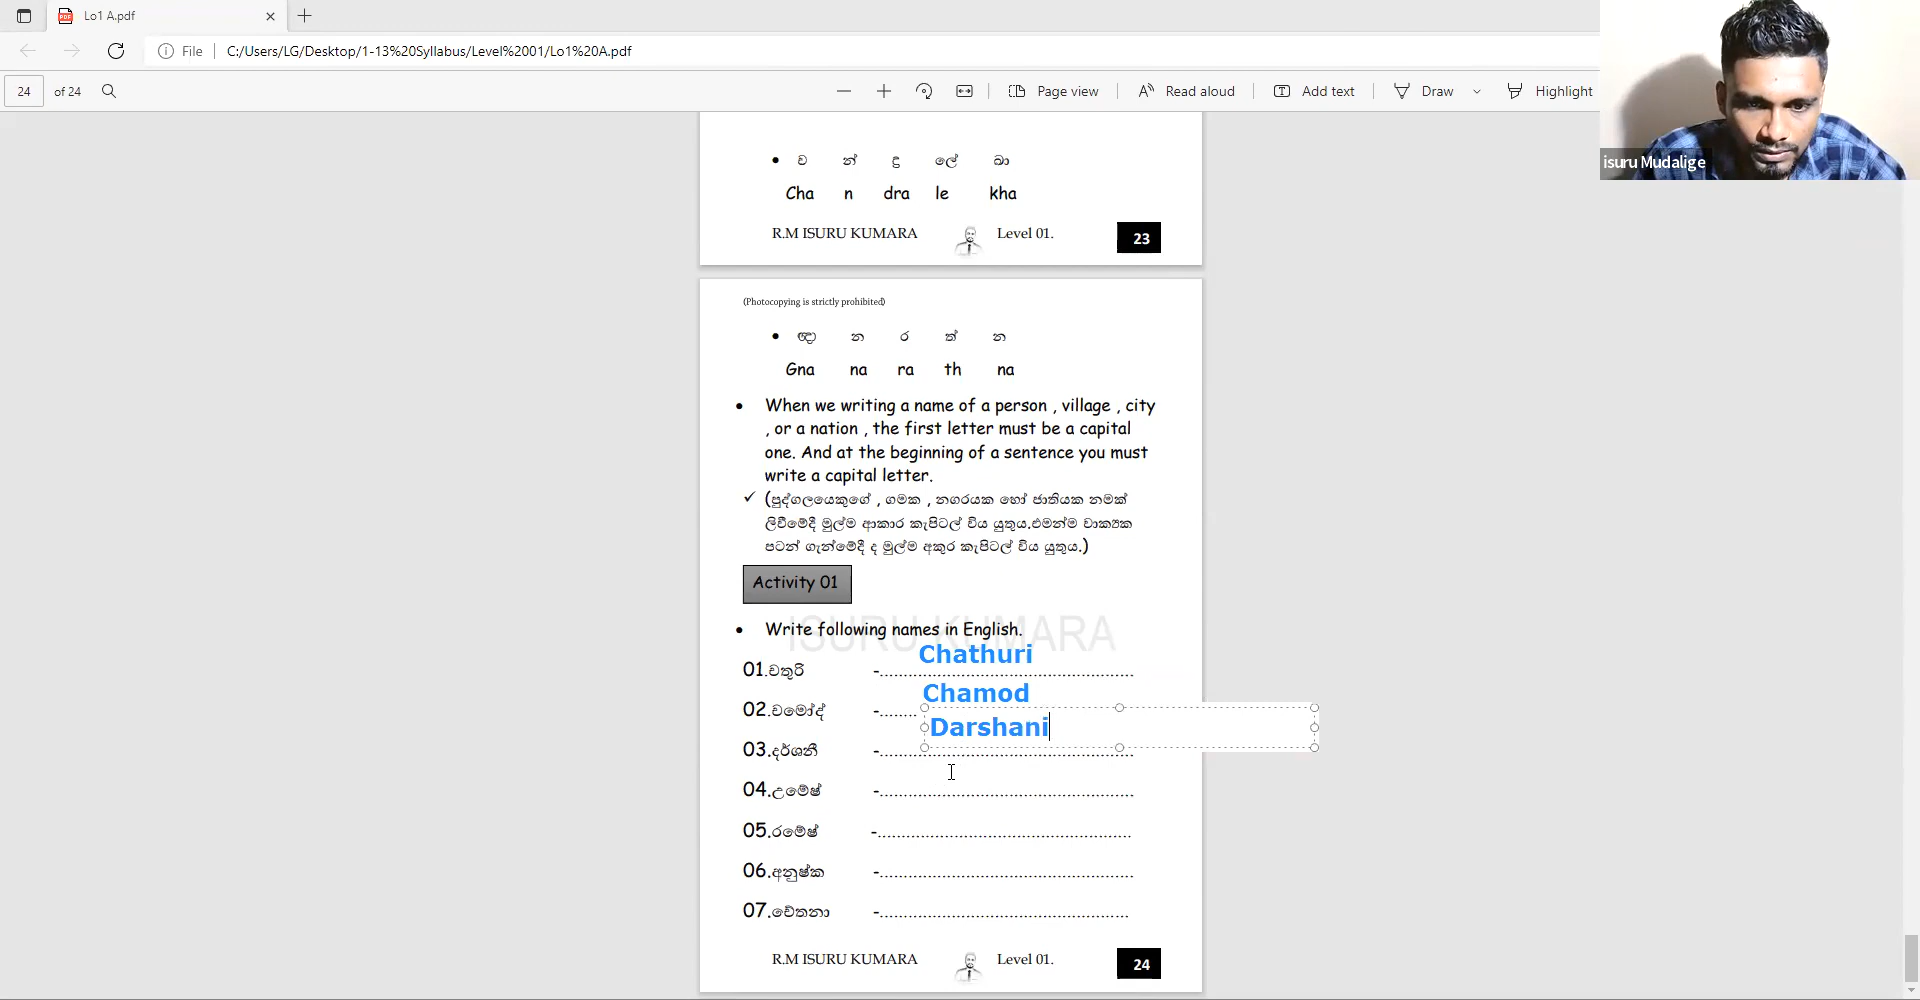 Lo1 A.pdf
File C:/Users/LG/Desktop/1-13%20Syllabus/Level%2001/Lo1%20A.pdf
24 of 24 Page view Read aloud Add text Draw Highlight
isuru Mudalige
• ච න් ද්‍ර ලේ ඛා
Cha n dra le kha
R.M ISURU KUMARA Level 01. 23
(Photocopying is strictly prohibited)
• ඥා න ර ත් න
Gna na ra th na
• When we writing a name of a person , village , city
, or a nation , the first letter must be a capital
one. And at the beginning of a sentence you must
write a capital letter.
✓ (පුද්ගලයෙකුගේ , ගමක , නගරයක හෝ ජාතියක නමක්
ලිවීමේදී මුල්ම ආකාර කැපිටල් විය යුතුය.එමන්ම වාක්‍යක
පටන් ගැන්මේදී ද මුල්ම අකුර කැපිටල් විය යුතුය.)
Activity 01
ISURU KUMARA
• Write following names in English.
01.චතුරි -.......... Chathuri
02.චමෝද් -....... Chamod
03.දර්ශනී -.......... Darshani
04.උමේෂ් -..........
05.රමේෂ් -..........
06.අනුෂ්ක -..........
07.චේතනා -..........
R.M ISURU KUMARA Level 01. 24